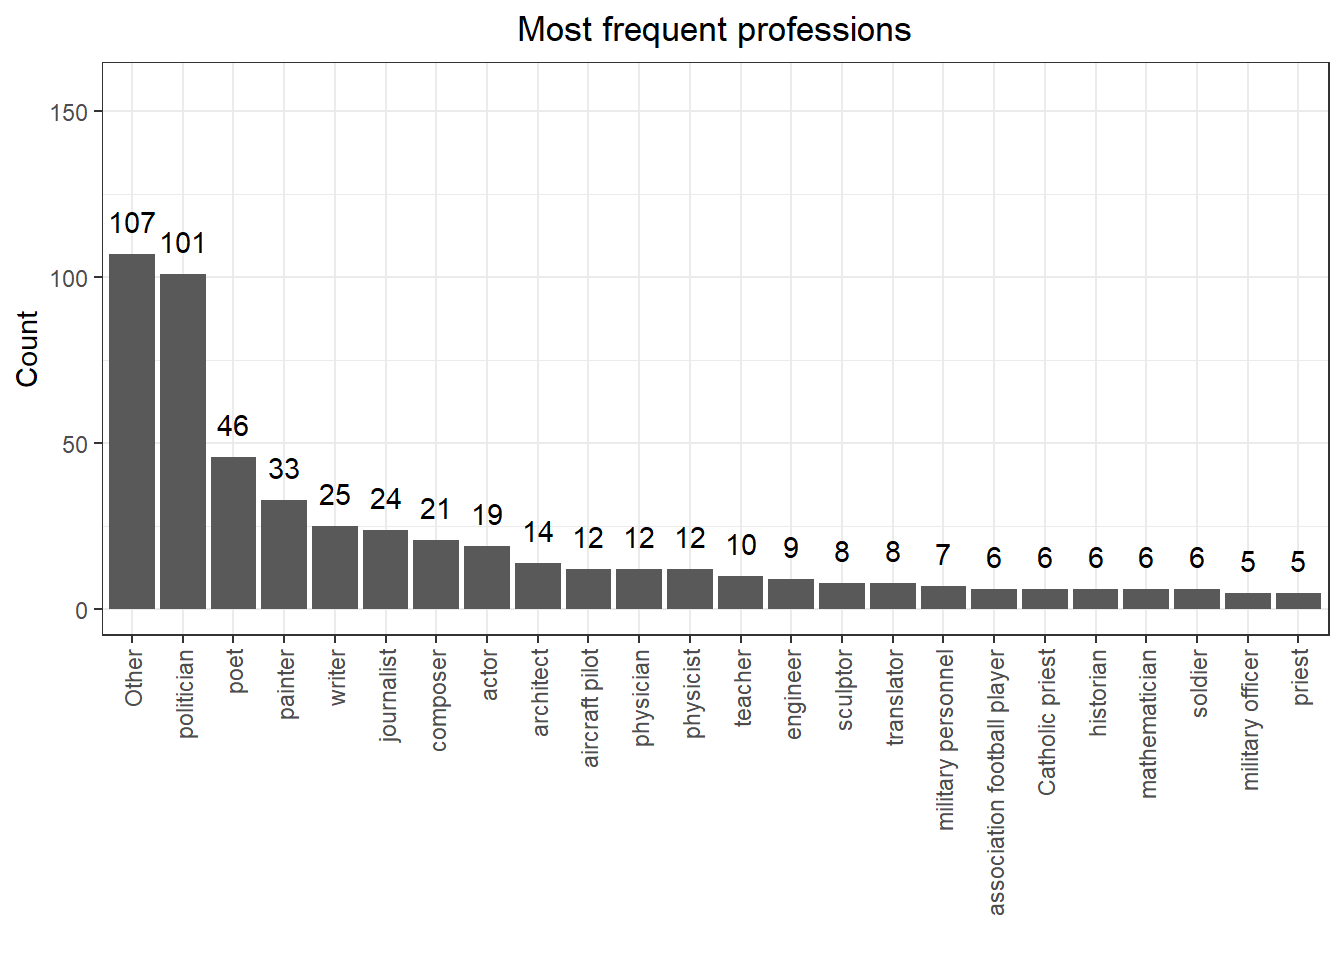 Most frequent professions
Count
150
100
50
0
107
101
46
33
25
24
21
19
14
12
12
12
10
9
8
8
7
6
6
6
6
6
5
5
Other
politician
poet
painter
writer
journalist
composer
actor
architect
aircraft pilot
physician
physicist
teacher
engineer
sculptor
translator
military personnel
association football player
Catholic priest
historian
mathematician
soldier
military officer
priest